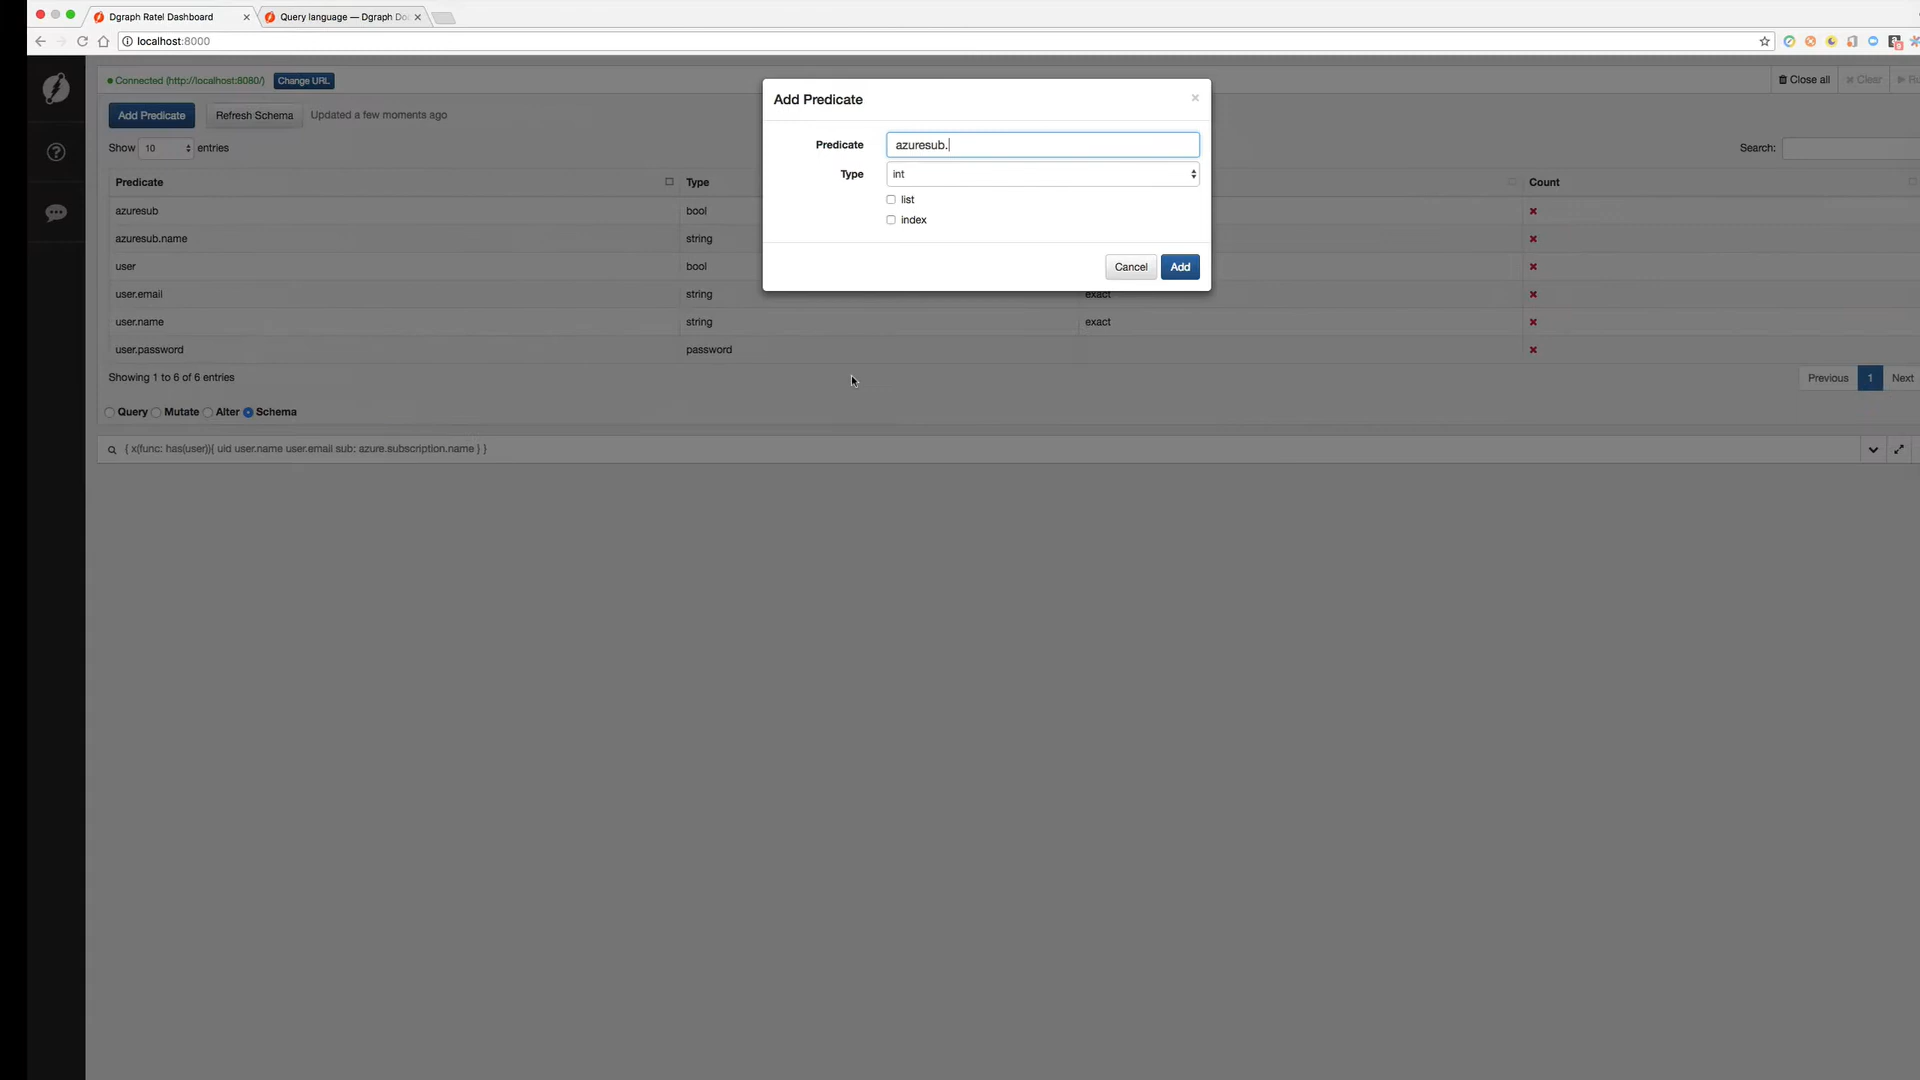 Dgraph Ratel Dashboard
Query language — Dgraph Do
localhost:8000
Connected (http://localhost:8080/) Change URL
Close all Clear
Add Predicate Refresh Schema Updated a few moments ago
Show 10 entries
Search:
Predicate Type Count
azuresub bool
azuresub.name string
user bool
user.email string exact
user.name string exact
user.password password
Showing 1 to 6 of 6 entries
Previous 1 Next
Query Mutate Alter Schema
{ x(func: has(user)){ uid user.name user.email sub: azure.subscription.name } }
Add Predicate
Predicate azuresub.
Type int
list
index
Cancel Add